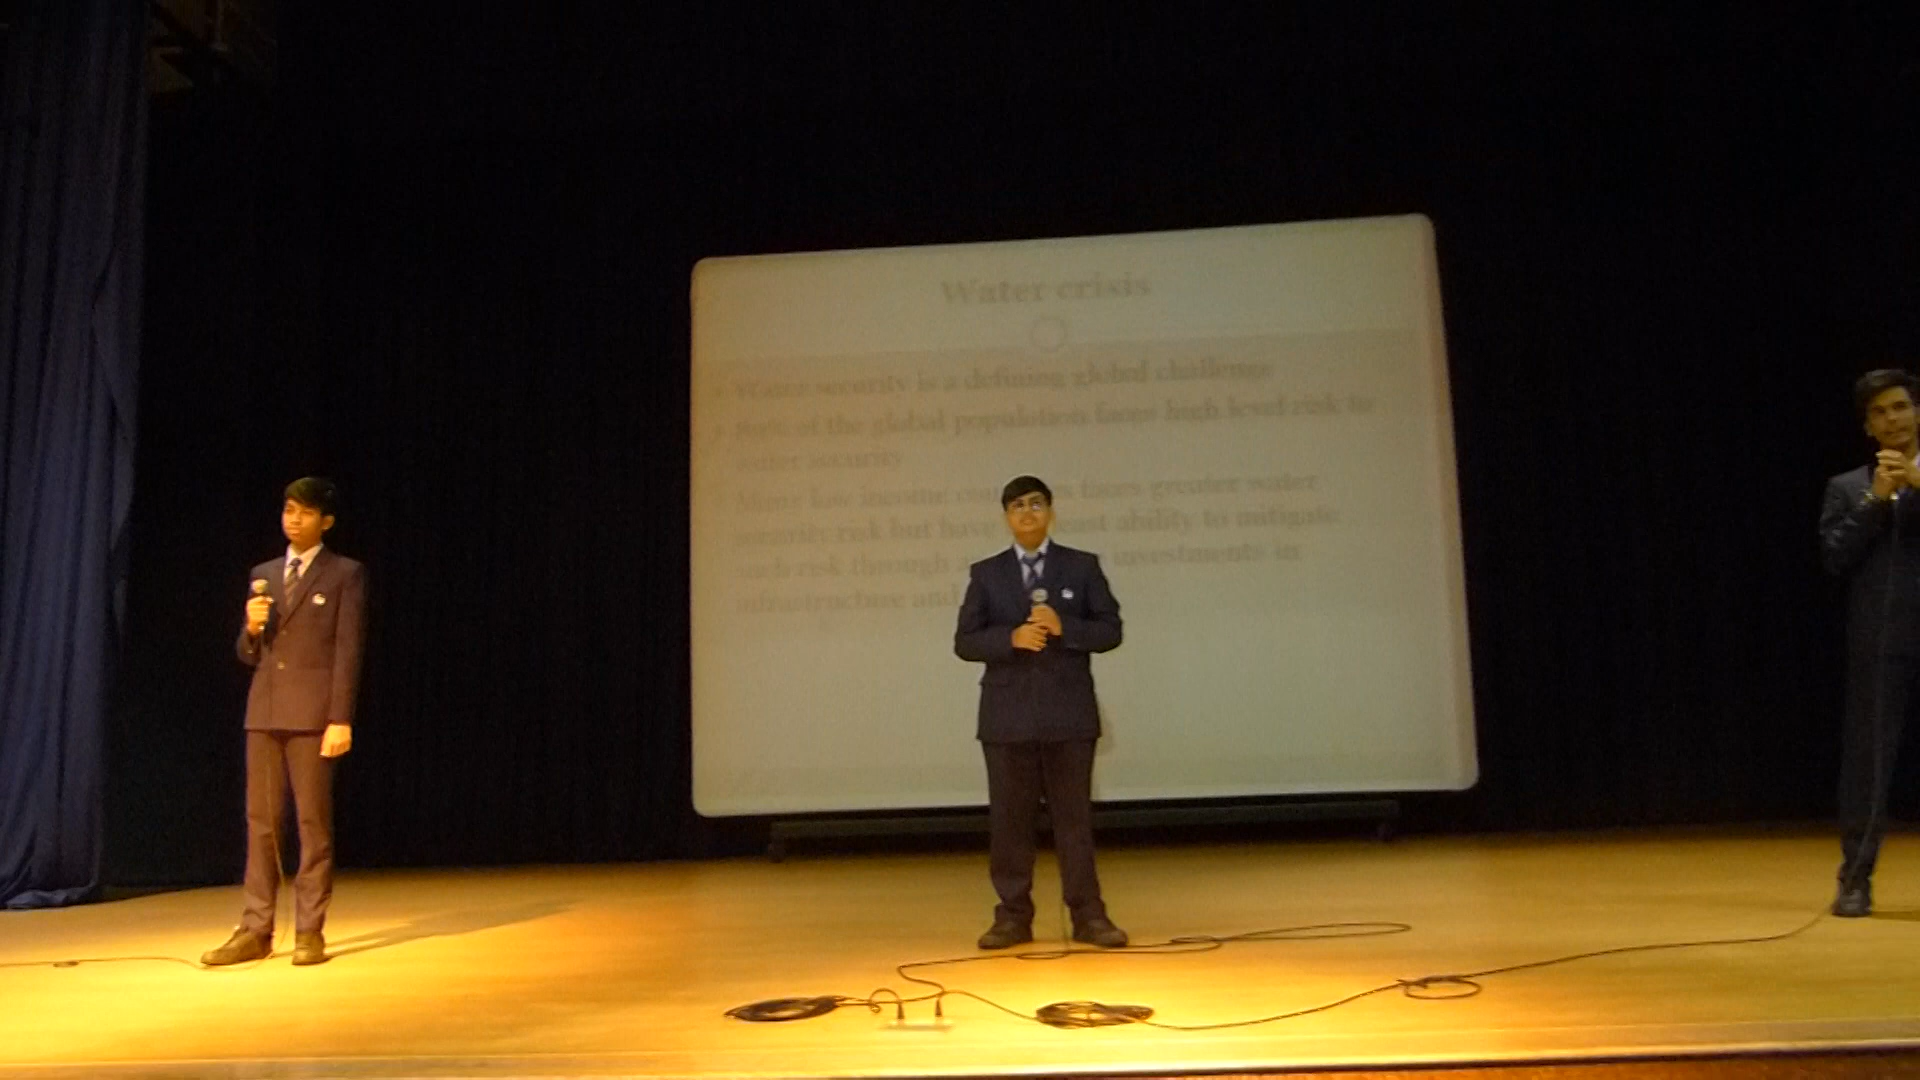 Water crisis
Water security is a defining global challenge
of the global population faces high level risk to
water security
Many low income faces greater water
security risk but have least ability to mitigate
such risk through investments in
infrastructure and